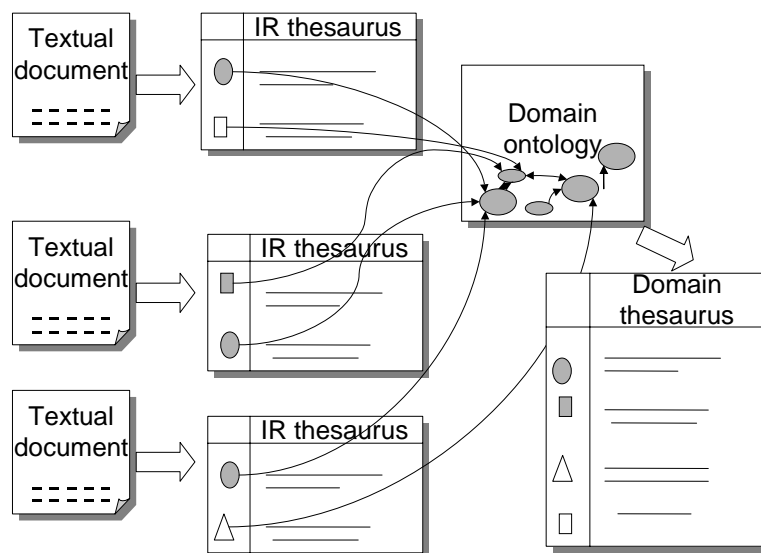 Textual
document
IR thesaurus
Domain
ontology
Textual
document
IR thesaurus
Domain
thesaurus
Textual
document
IR thesaurus